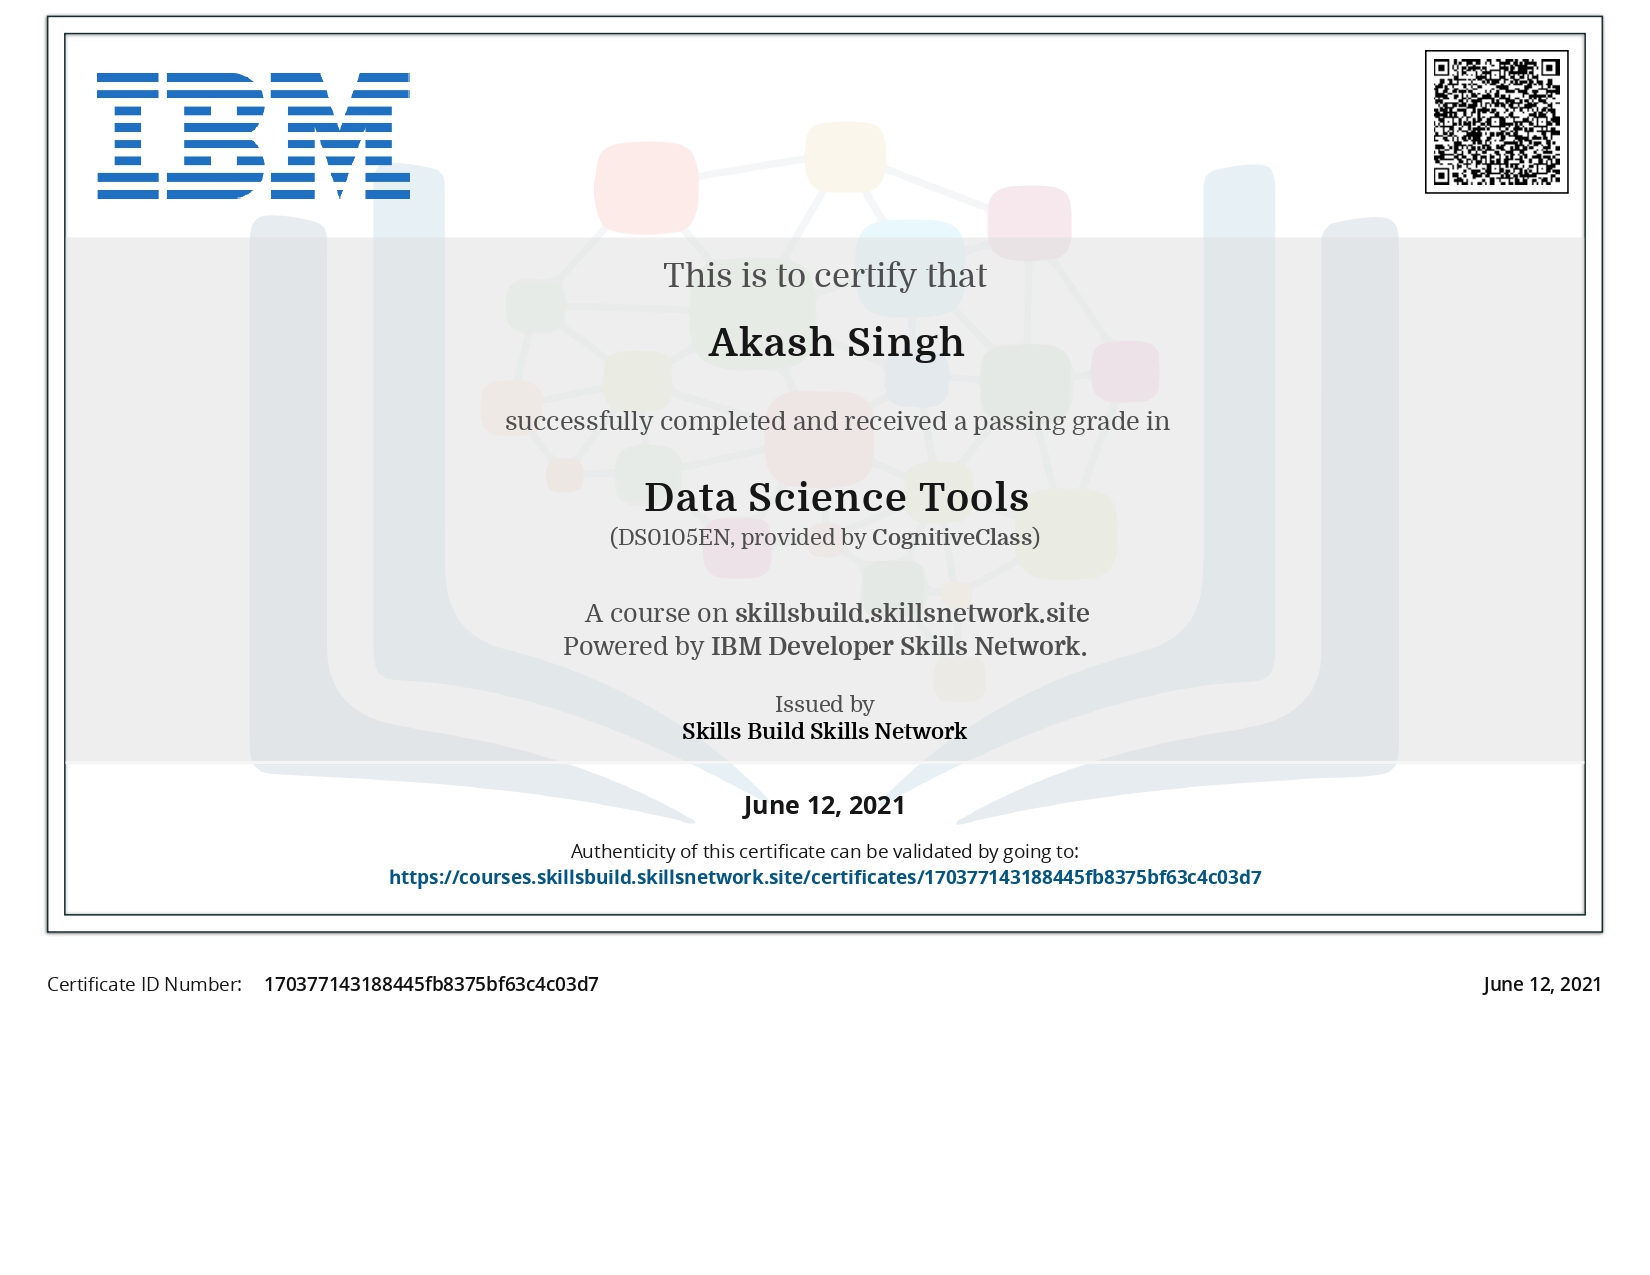 IBM
This is to certify that
Akash Singh
successfully completed and received a passing grade in
Data Science Tools
(DS0105EN, provided by CognitiveClass)
A course on skillsbuild.skillsnetwork.site
Powered by IBM Developer Skills Network.
Issued by
Skills Build Skills Network
June 12, 2021
Authenticity of this certificate can be validated by going to:
https://courses.skillsbuild.skillsnetwork.site/certificates/170377143188445fb8375bf63c4c03d7
Certificate ID Number: 170377143188445fb8375bf63c4c03d7
June 12, 2021